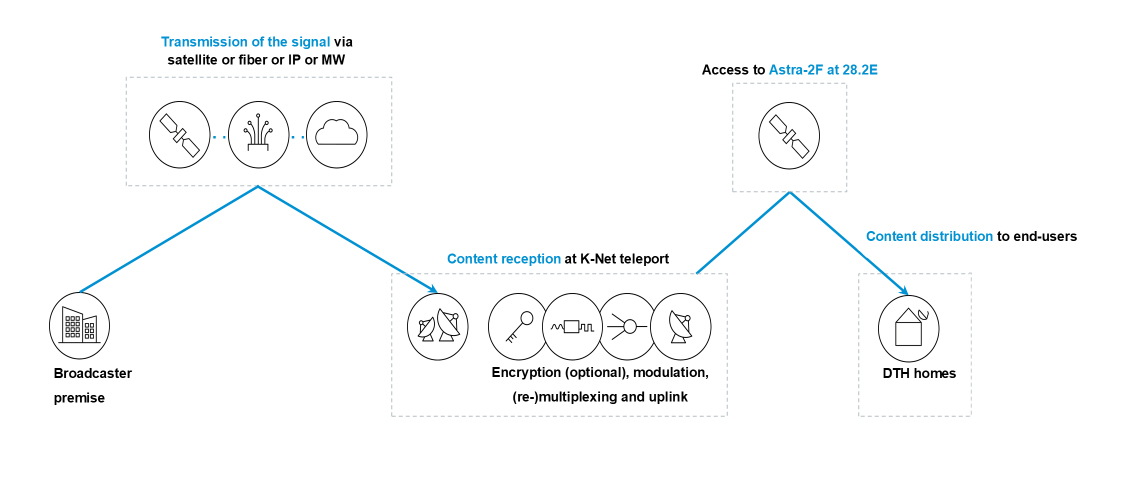 Transmission of the signal via
satellite or fiber or IP or MW
Access to Astra-2F at 28.2E
Content distribution to end-users
Content reception at K-Net teleport
Broadcaster
premise
Encryption (optional), modulation,
(re-)multiplexing and uplink
DTH homes